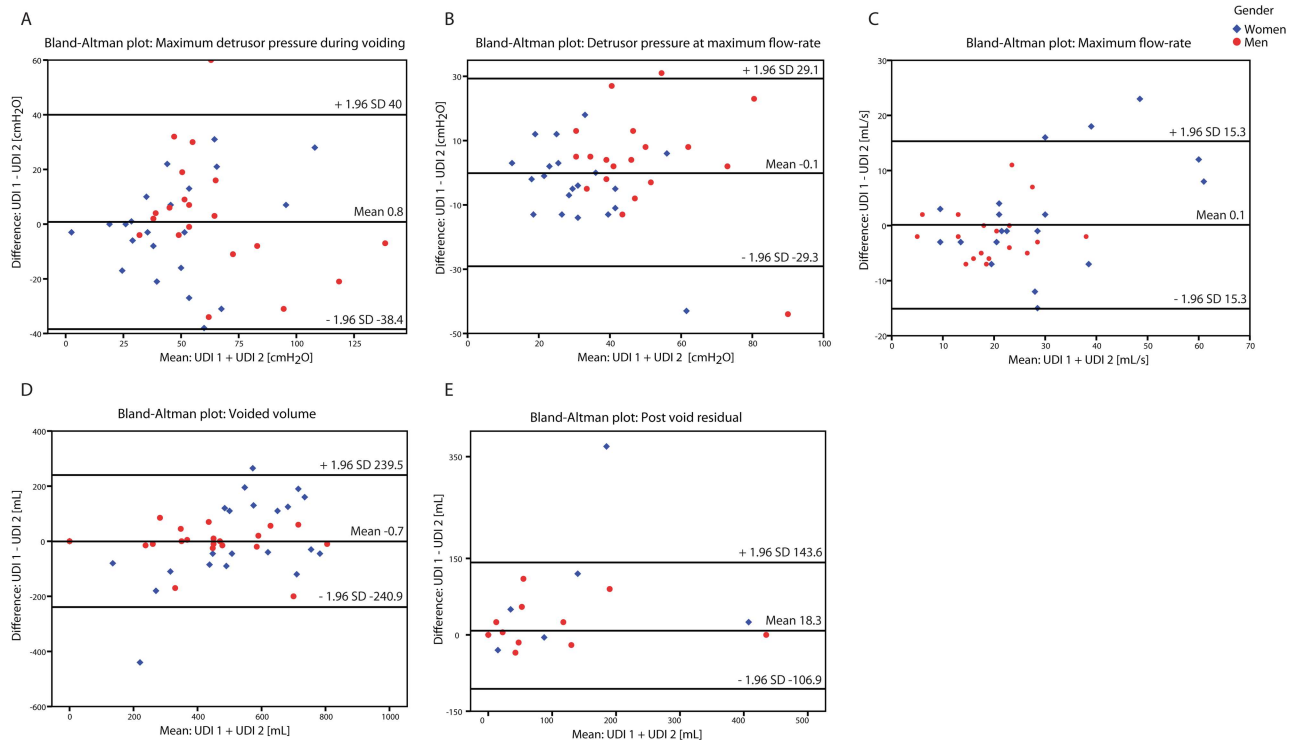 A
Bland-Altman plot: Maximum detrusor pressure during voiding
Difference: UDI 1 - UDI 2 [cmH2O]
60
40
20
0
-20
-40
+ 1.96 SD 40
Mean 0.8
- 1.96 SD -38.4
0
25
50
75
100
125
Mean: UDI 1 + UDI 2 [cmH2O]
B
Bland-Altman plot: Detrusor pressure at maximum flow-rate
Difference: UDI 1 - UDI 2 [cmH2O]
30
10
-10
-30
-50
+ 1.96 SD 29.1
Mean -0.1
- 1.96 SD -29.3
0
20
40
60
80
100
Mean: UDI 1 + UDI 2 [cmH2O]
C
Bland-Altman plot: Maximum flow-rate
Difference: UDI 1 - UDI 2 [mL/s]
30
20
10
0
-10
-20
+ 1.96 SD 15.3
Mean 0.1
- 1.96 SD 15.3
0
10
20
30
40
50
60
70
Mean: UDI 1 + UDI 2 [mL/s]
Gender
Women
Men
D
Bland-Altman plot: Voided volume
Difference: UDI 1 - UDI 2 [mL]
400
200
0
-200
-400
-600
+ 1.96 SD 239.5
Mean -0.7
- 1.96 SD -240.9
0
200
400
600
800
1000
Mean: UDI 1 + UDI 2 [mL]
E
Bland-Altman plot: Post void residual
Difference: UDI 1 - UDI 2 [mL]
350
150
0
-150
+ 1.96 SD 143.6
Mean 18.3
- 1.96 SD -106.9
0
100
200
300
400
500
Mean: UDI 1 + UDI 2 [mL]